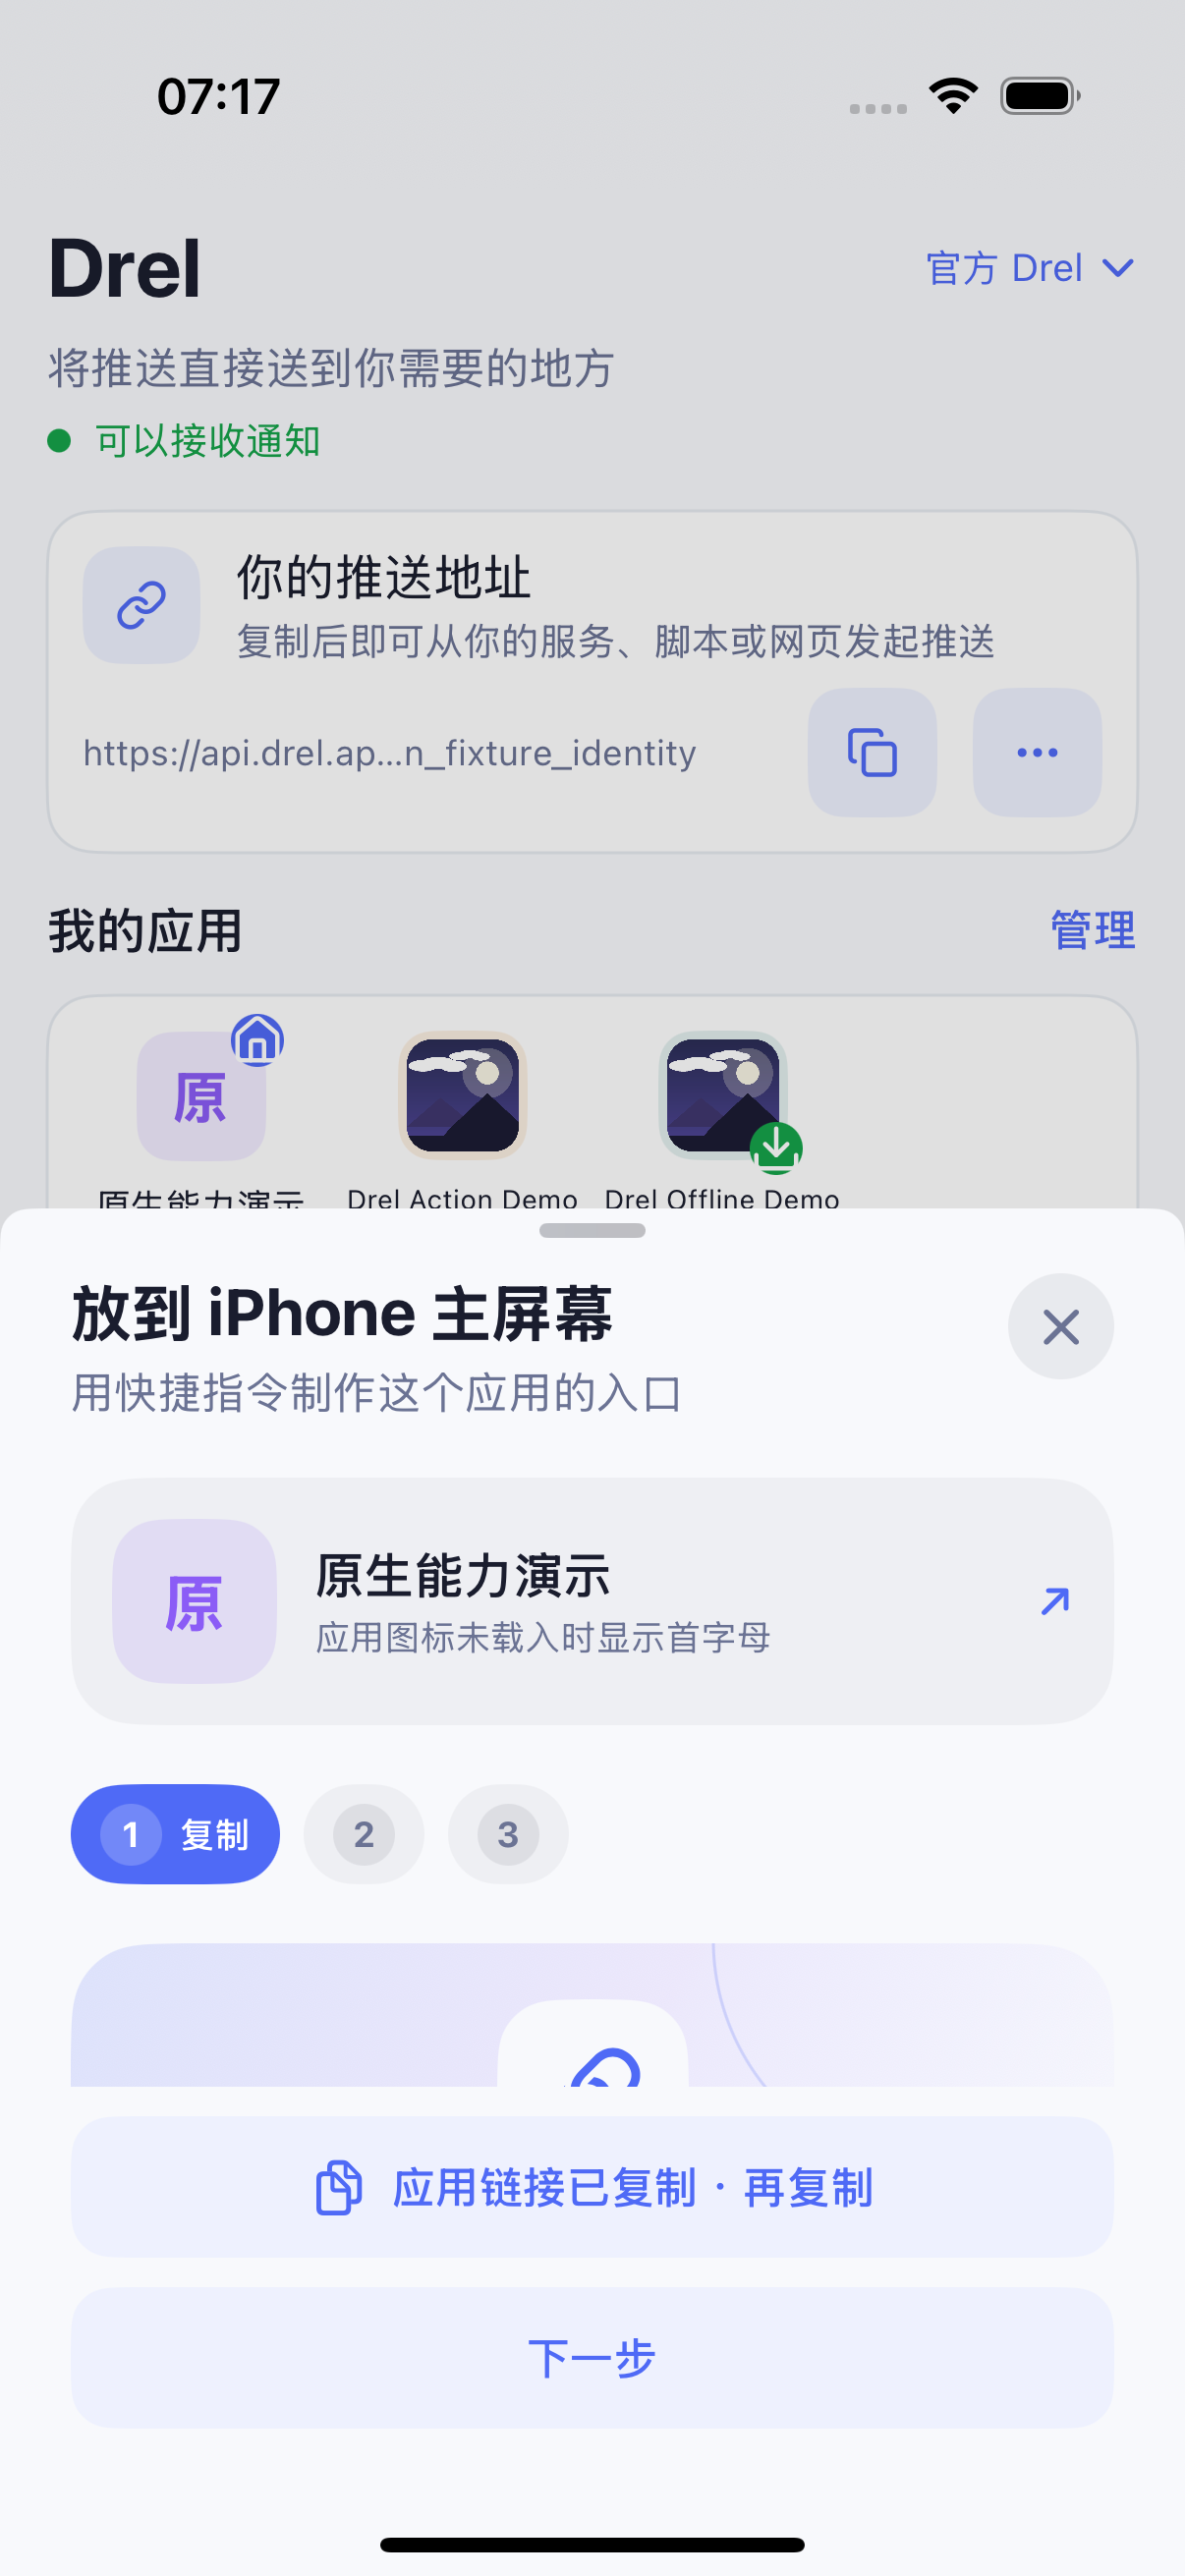 07:17
Drel
官方 Drel
将推送直接送到你需要的地方
可以接收通知
你的推送地址
复制后即可从你的服务、脚本或网页发起推送
https://api.drel.ap...n_fixture_identity
我的应用
管理
原
原生能力演示
Drel Action Demo
Drel Offline Demo
放到 iPhone 主屏幕
用快捷指令制作这个应用的入口
原
原生能力演示
应用图标未载入时显示首字母
1 复制
2
3
应用链接已复制 · 再复制
下一步